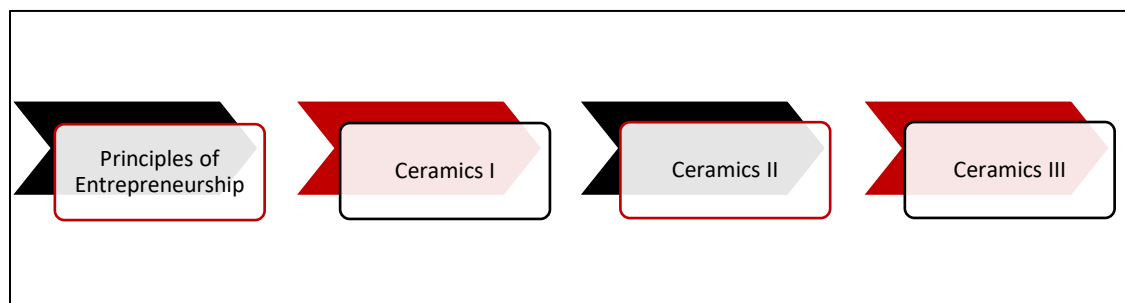 Principles of
Entrepreneurship
Ceramics I
Ceramics II
Ceramics III